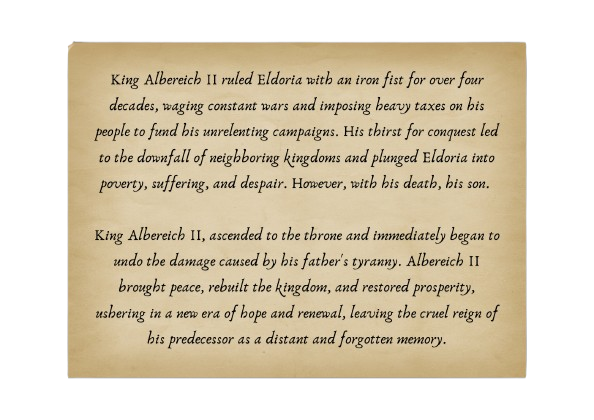 King Albereich II ruled Eldoria with an iron fist for over four
decades, waging constant wars and imposing heavy taxes on his
people to fund his unrelenting campaigns. His thirst for conquest led
to the downfall of neighboring kingdoms and plunged Eldoria into
poverty, suffering, and despair. However, with his death, his son.
King Albereich II, ascended to the throne and immediately began to
undo the damage caused by his father's tyranny. Albereich II
brought peace, rebuilt the kingdom, and restored prosperity,
ushering in a new era of hope and renewal, leaving the cruel reign of
his predecessor as a distant and forgotten memory.